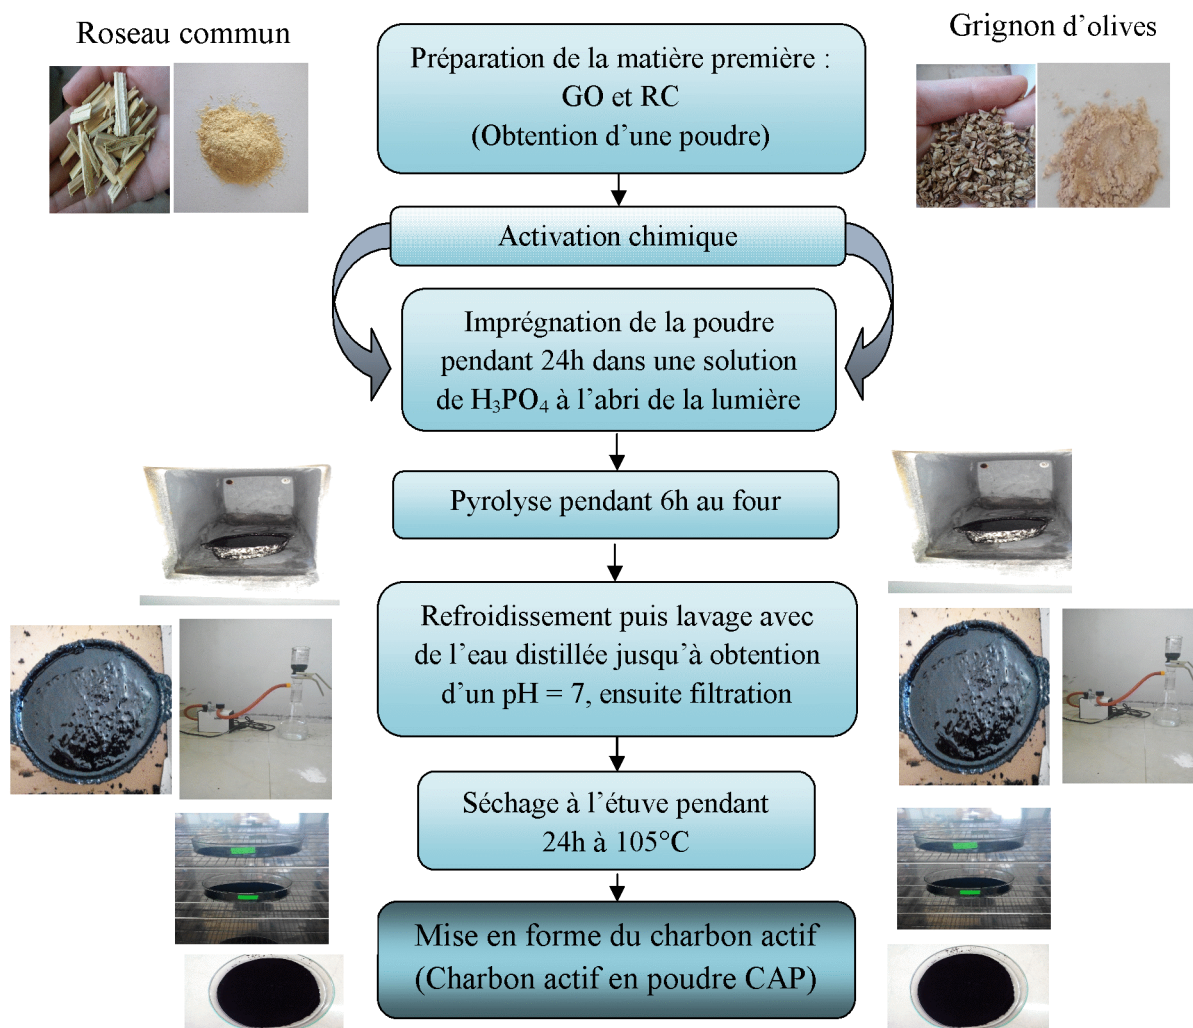 Roseau commun
Grignon d'olives
Préparation de la matière première :
GO et RC
(Obtention d'une poudre)
Activation chimique
Imprégnation de la poudre
pendant 24h dans une solution
de H₃PO₄ à l'abri de la lumière
Pyrolyse pendant 6h au four
Refroidissement puis lavage avec
de l'eau distillée jusqu'à obtention
d'un pH = 7, ensuite filtration
Séchage à l'étuve pendant
24h à 105°C
Mise en forme du charbon actif
(Charbon actif en poudre CAP)